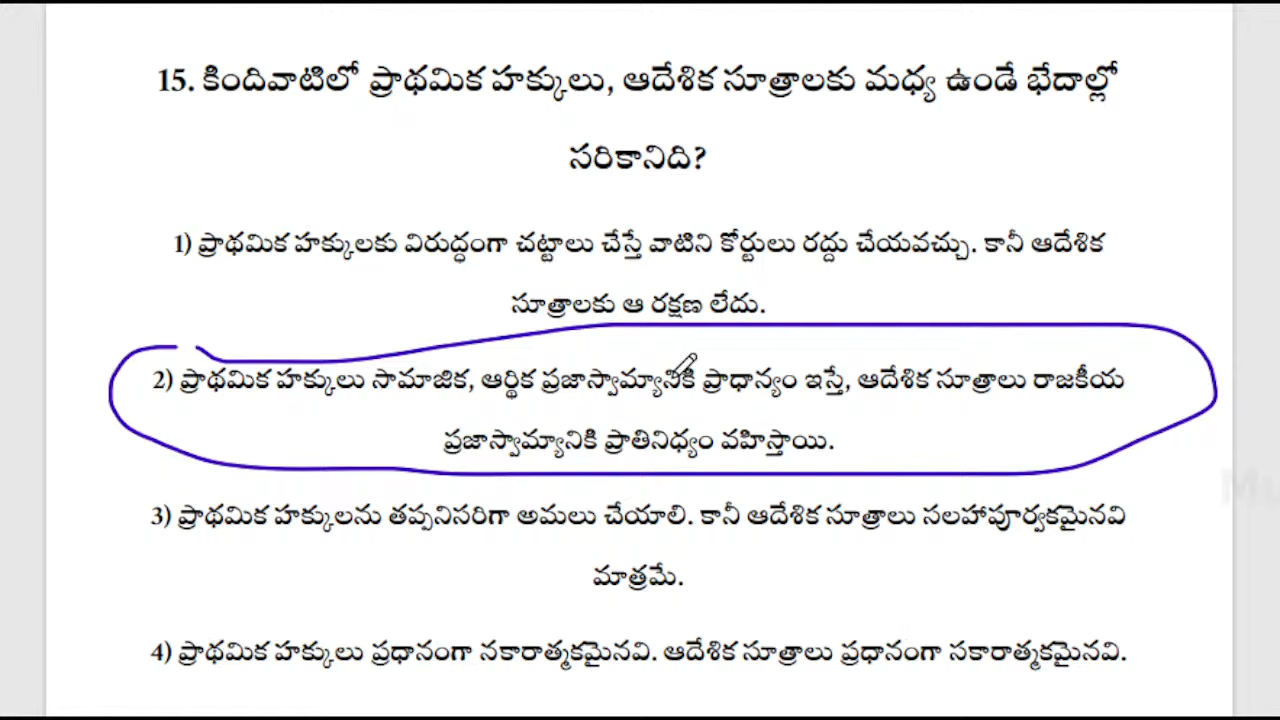 15. కిందివాటిలో ప్రాథమిక హక్కులు, ఆదేశిక సూత్రాలకు మధ్య ఉండే భేదాల్లో
సరికానిది?
1) ప్రాథమిక హక్కులకు విరుద్ధంగా చట్టాలు చేస్తే వాటిని కోర్టులు రద్దు చేయవచ్చు. కానీ ఆదేశిక
సూత్రాలకు ఆ రక్షణ లేదు.
2) ప్రాథమిక హక్కులు సామాజిక, ఆర్థిక ప్రజాస్వామ్యానికి ప్రాధాన్యం ఇస్తే, ఆదేశిక సూత్రాలు రాజకీయ
ప్రజాస్వామ్యానికి ప్రాతినిధ్యం వహిస్తాయి.
3) ప్రాథమిక హక్కులను తప్పనిసరిగా అమలు చేయాలి. కానీ ఆదేశిక సూత్రాలు సలహాపూర్వకమైనవి
మాత్రమే.
4) ప్రాథమిక హక్కులు ప్రధానంగా నకారాత్మకమైనవి. ఆదేశిక సూత్రాలు ప్రధానంగా సకారాత్మకమైనవి.